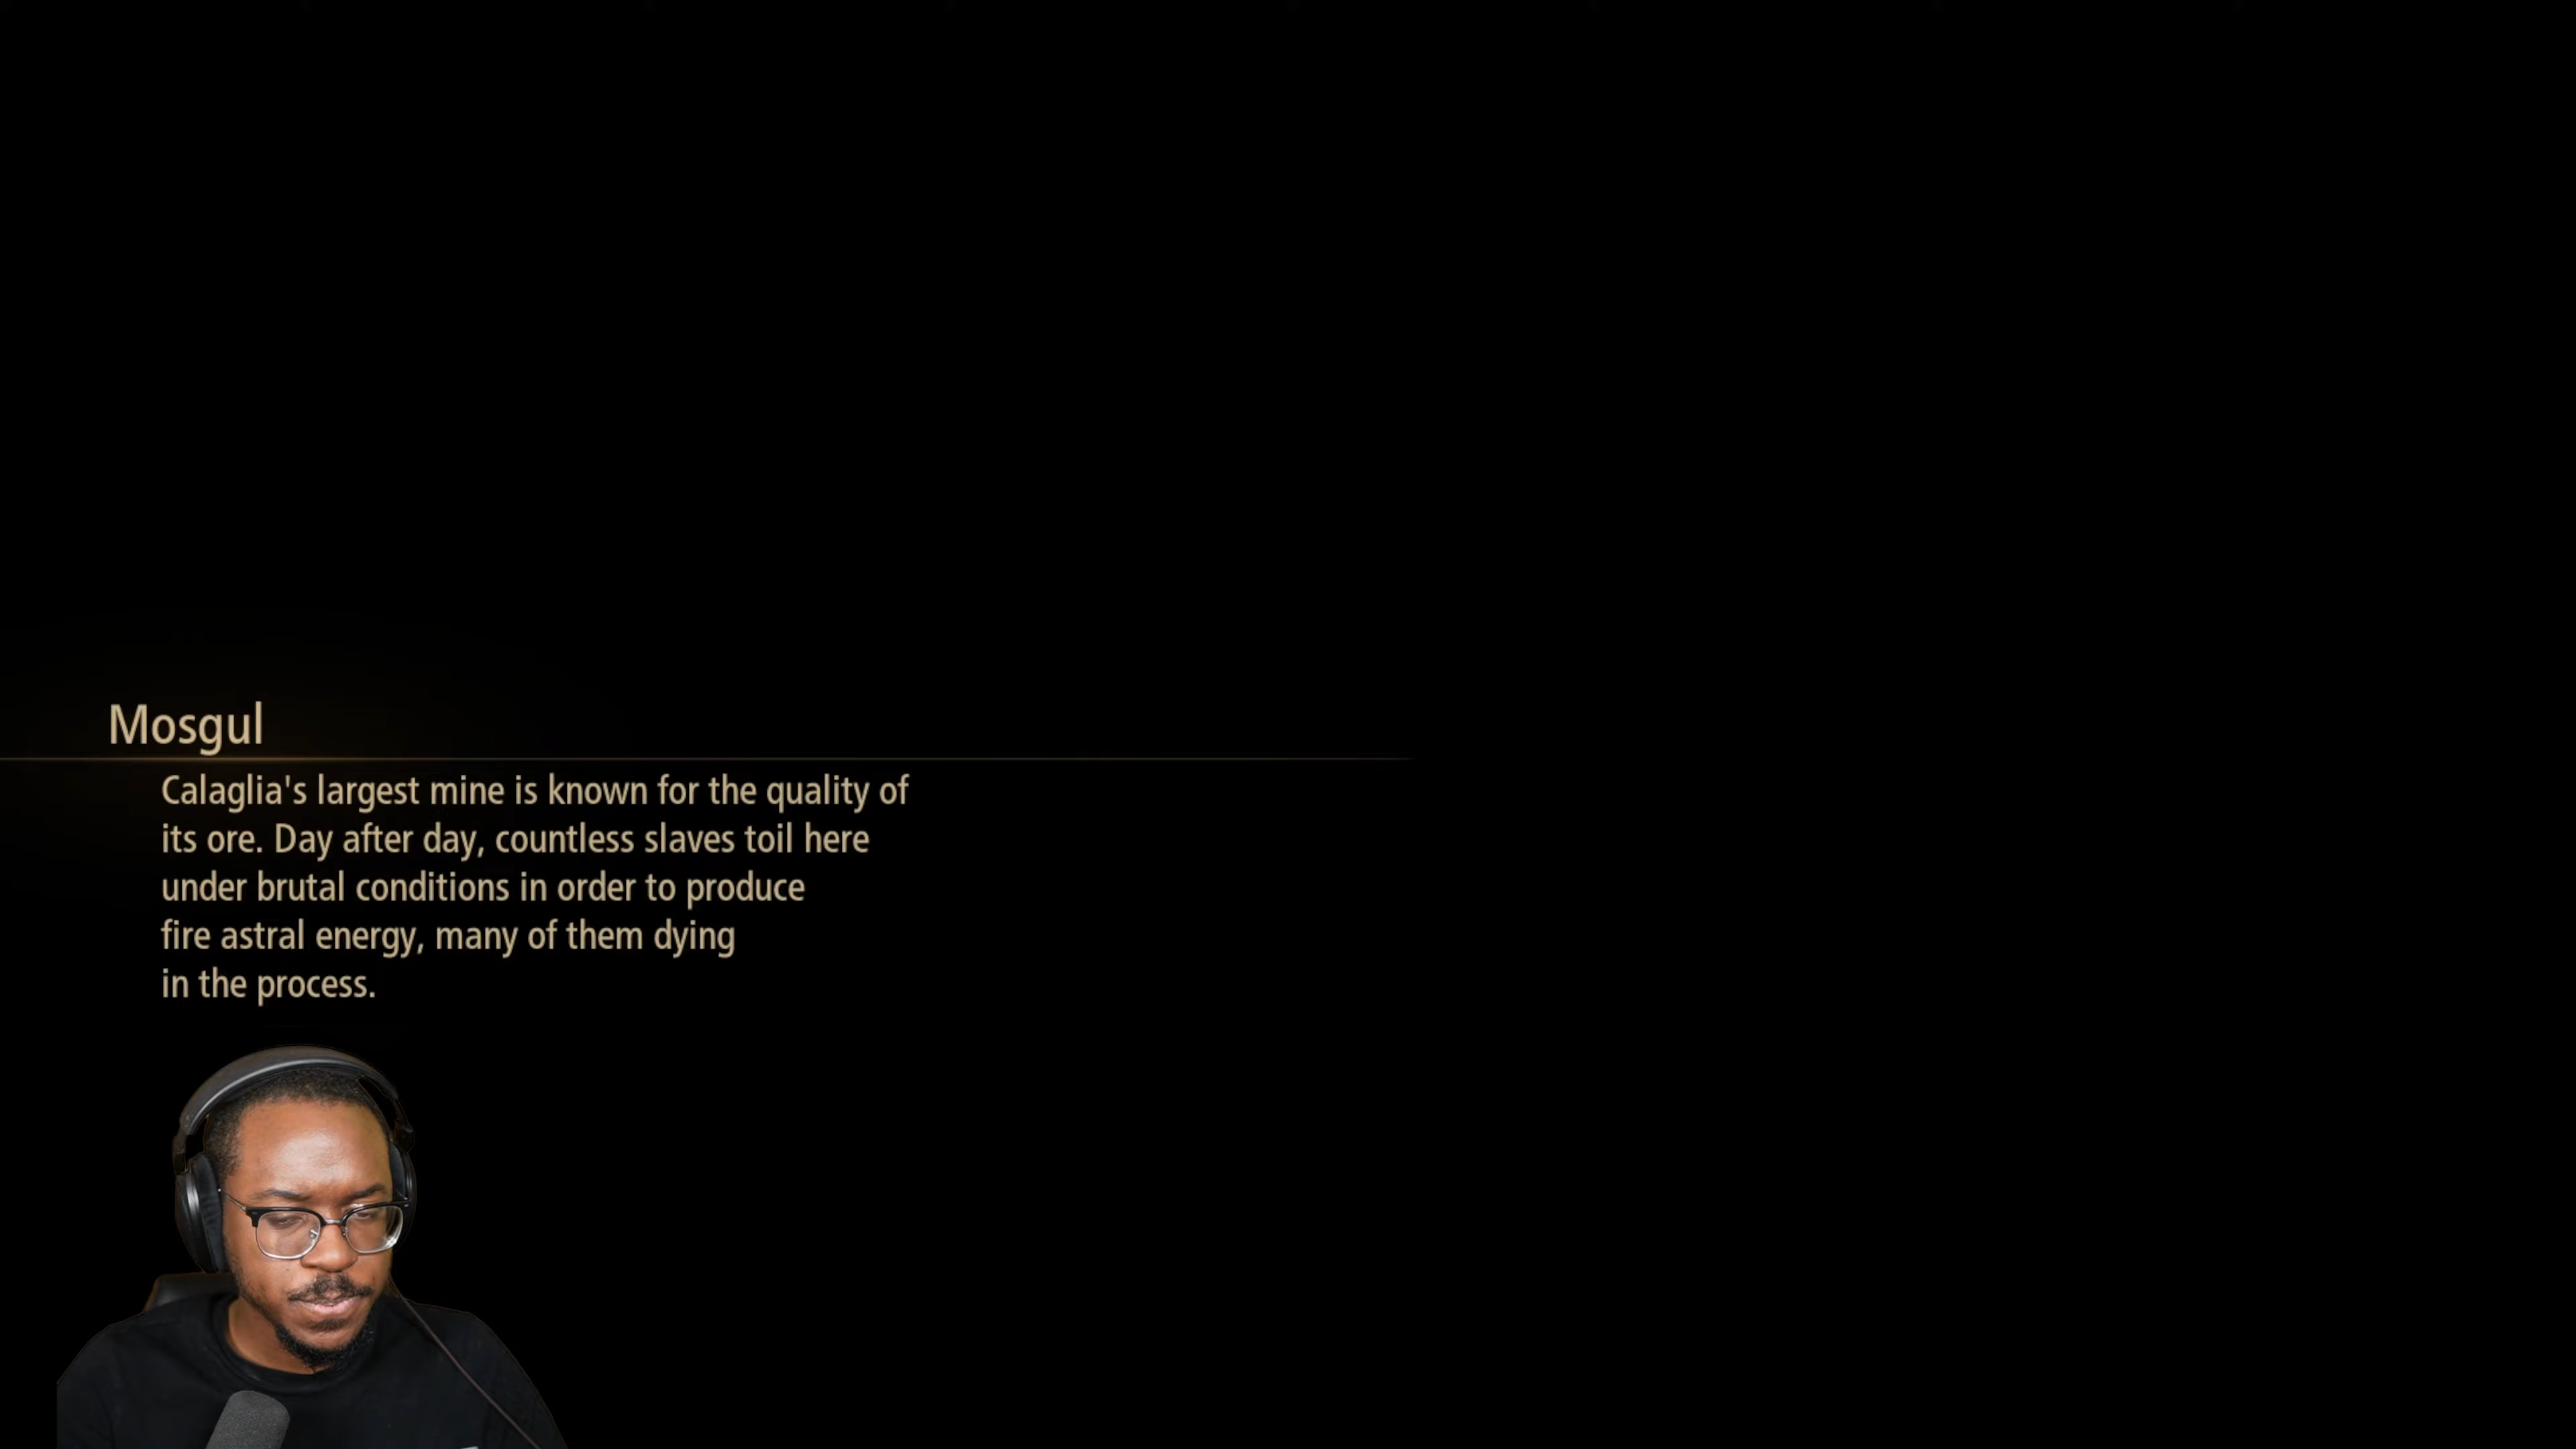 Mosgul
Calaglia's largest mine is known for the quality of
its ore. Day after day, countless slaves toil here
under brutal conditions in order to produce
fire astral energy, many of them dying
in the process.